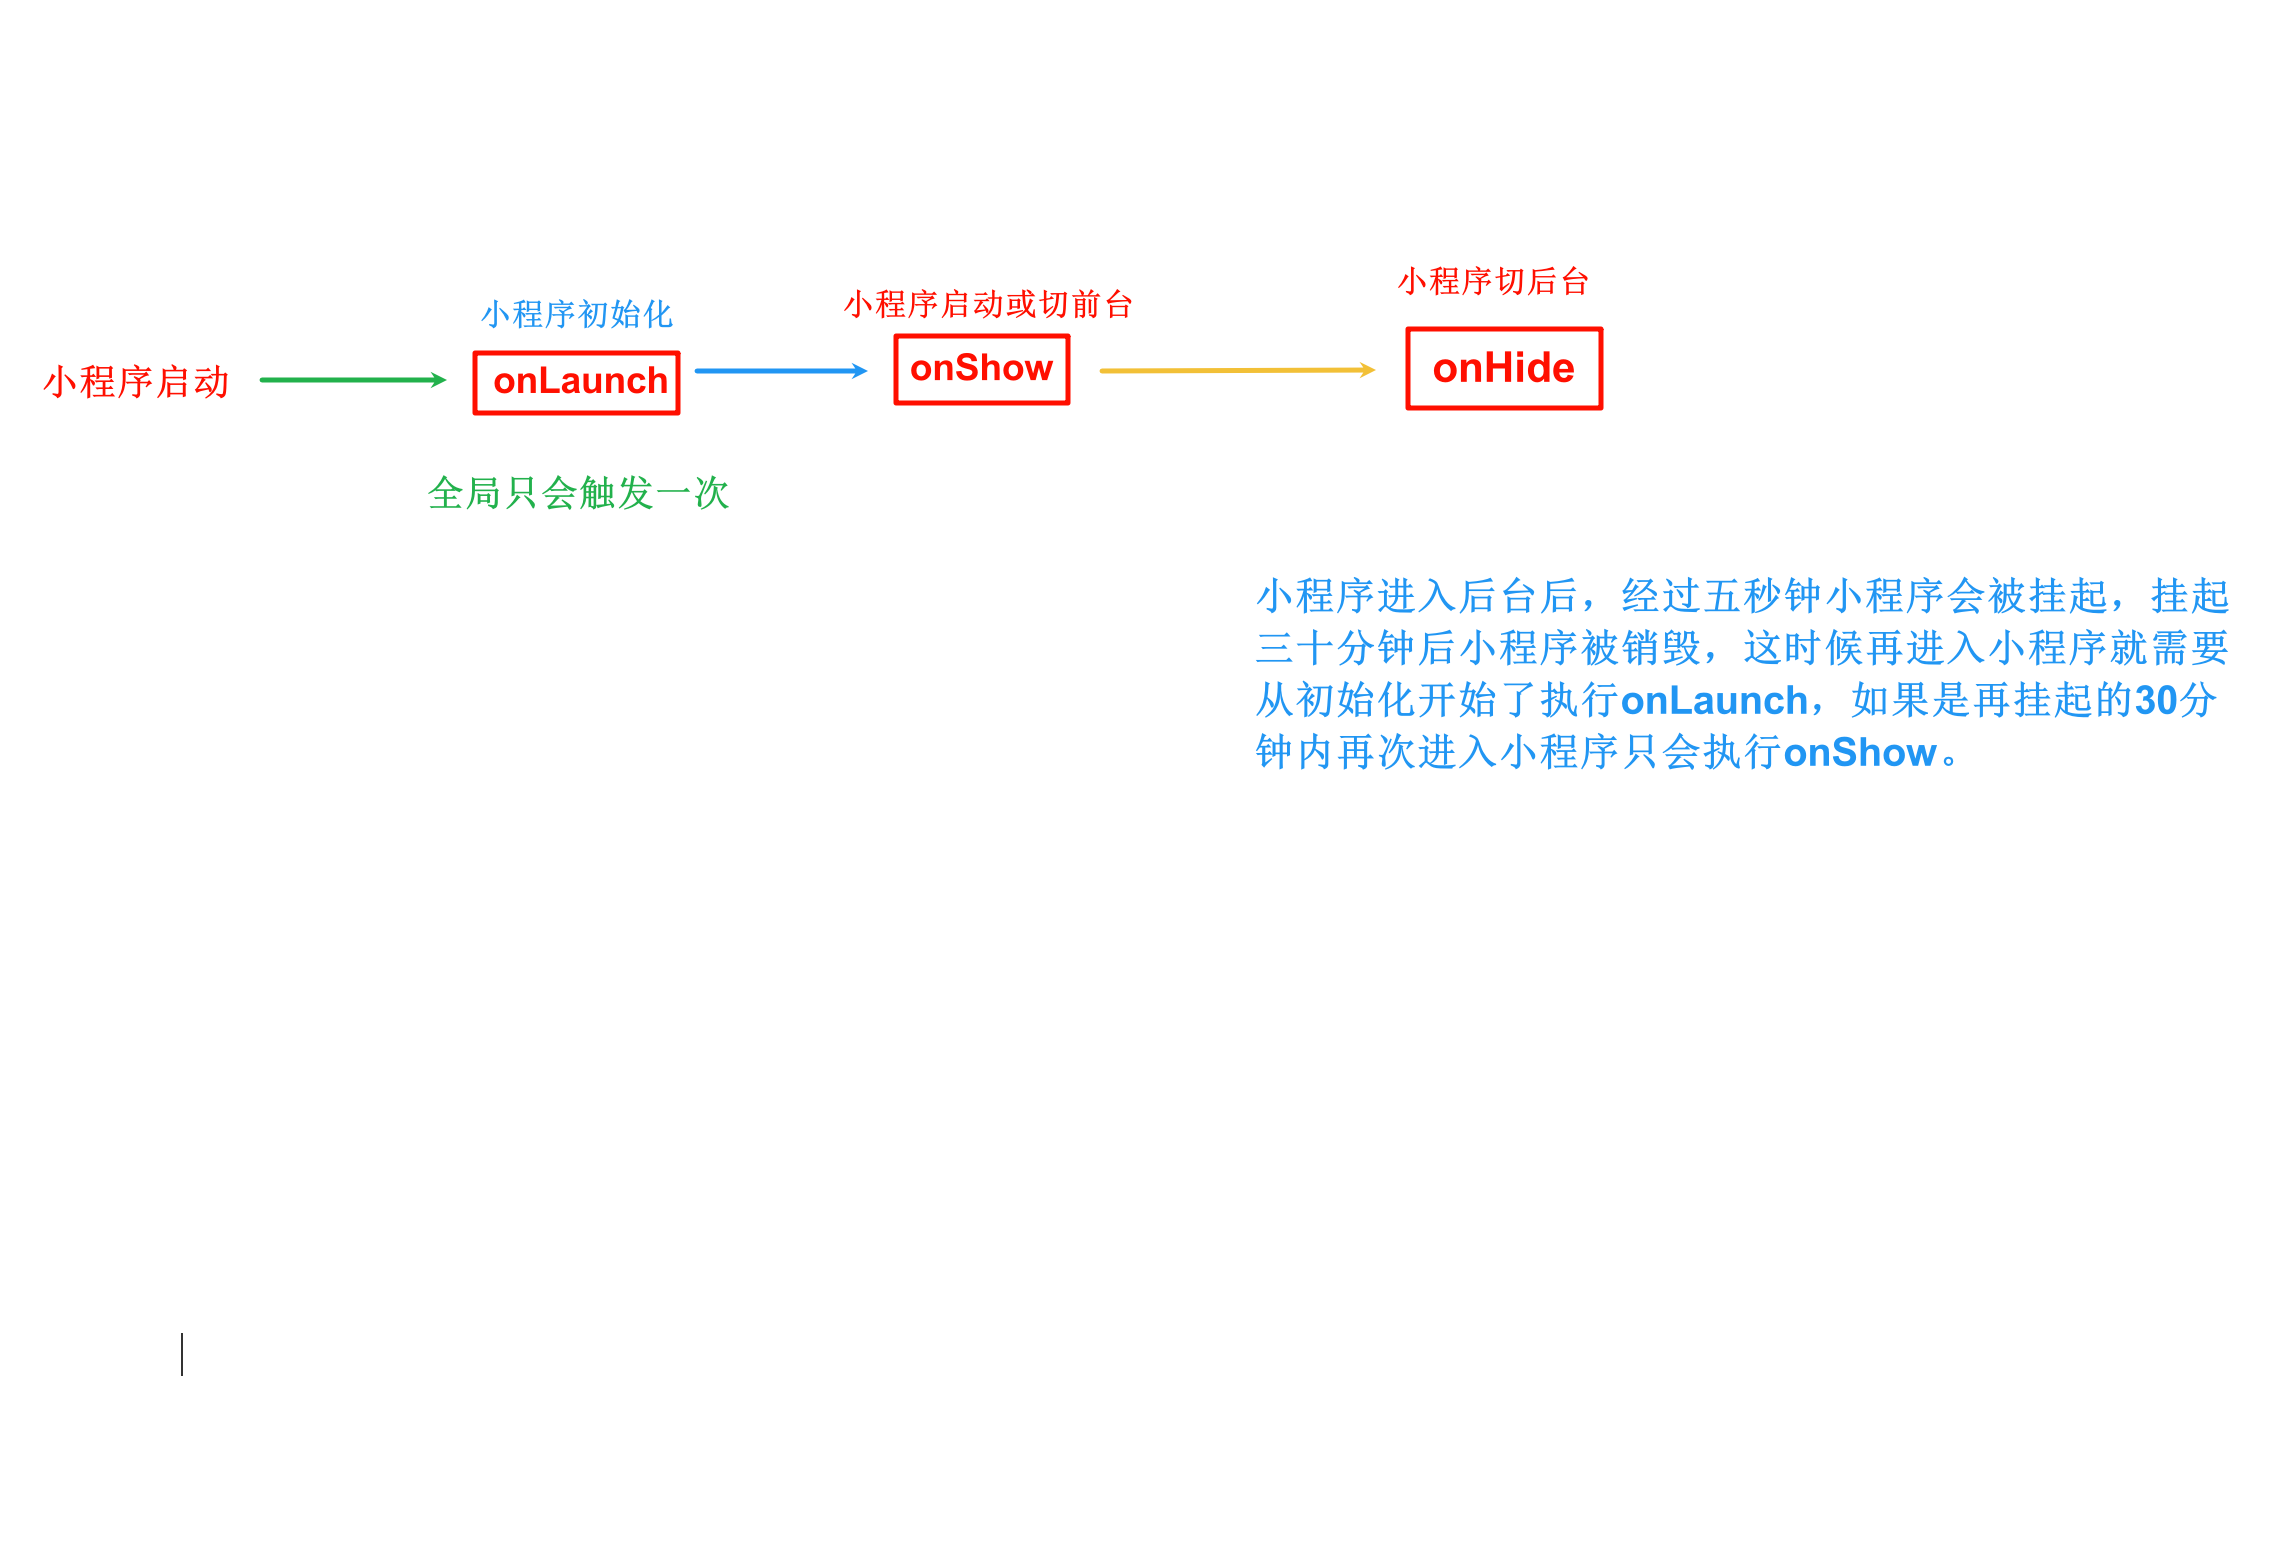 小程序启动
小程序初始化
onLaunch
全局只会触发一次
小程序启动或切前台
onShow
小程序切后台
onHide
小程序进入后台后，经过五秒钟小程序会被挂起，挂起
三十分钟后小程序被销毁，这时候再进入小程序就需要
从初始化开始了执行onLaunch，如果是再挂起的30分
钟内再次进入小程序只会执行onShow。